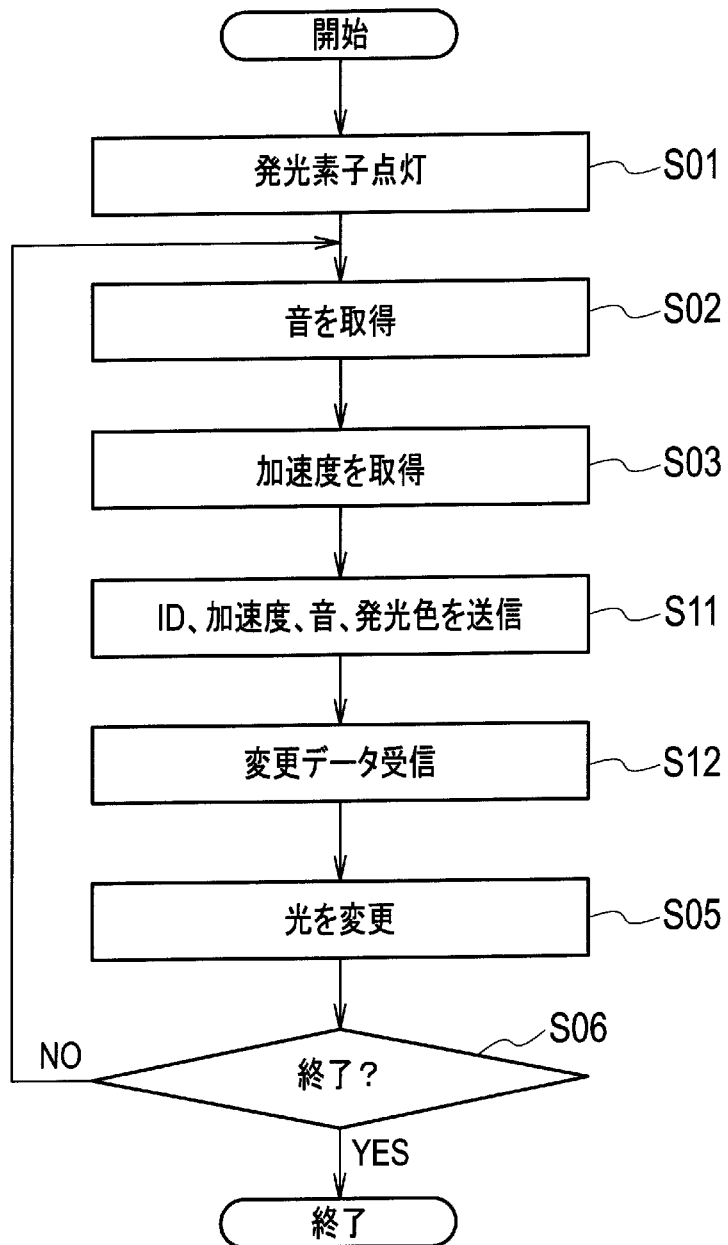 開始
発光素子点灯
S01
音を取得
S02
加速度を取得
S03
ID、加速度、音、発光色を送信
S11
変更データ受信
S12
光を変更
S05
終了?
S06
NO
YES
終了